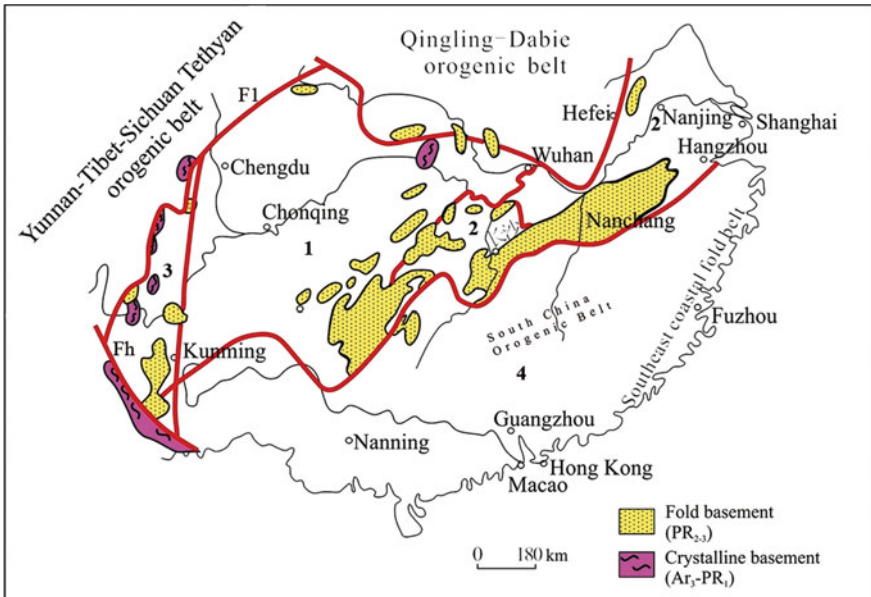 Qingling-Dabie
orogenic belt
Yunnan-Tibet-Sichuan Tethyan
orogenic belt
F1
Hefei
2
Nanjing
Shanghai
Hangzhou
Wuhan
Chengdu
Chonqing
1
2
Nanchang
3
South China
Orogenic Belt
Southeast coastal fold belt
Fuzhou
4
Fh
Kunming
Guangzhou
Nanning
Hong Kong
Macao
0 180 km
Fold basement
(PR₂₋₃)
Crystalline basement
(Ar₃-PR₁)